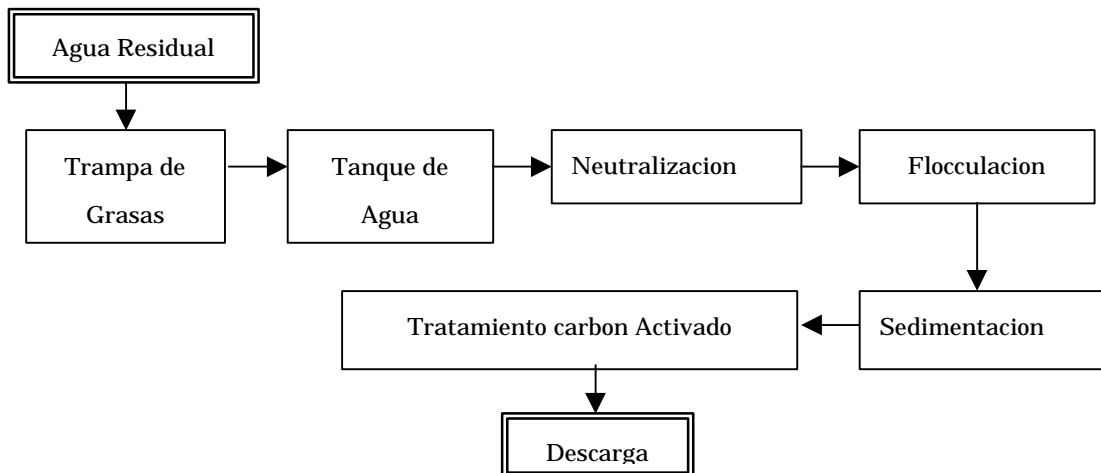 Agua Residual
Trampa de
Grasas
Tanque de
Agua
Neutralizacion
Flocculacion
Tratamiento carbon Activado
Sedimentacion
Descarga